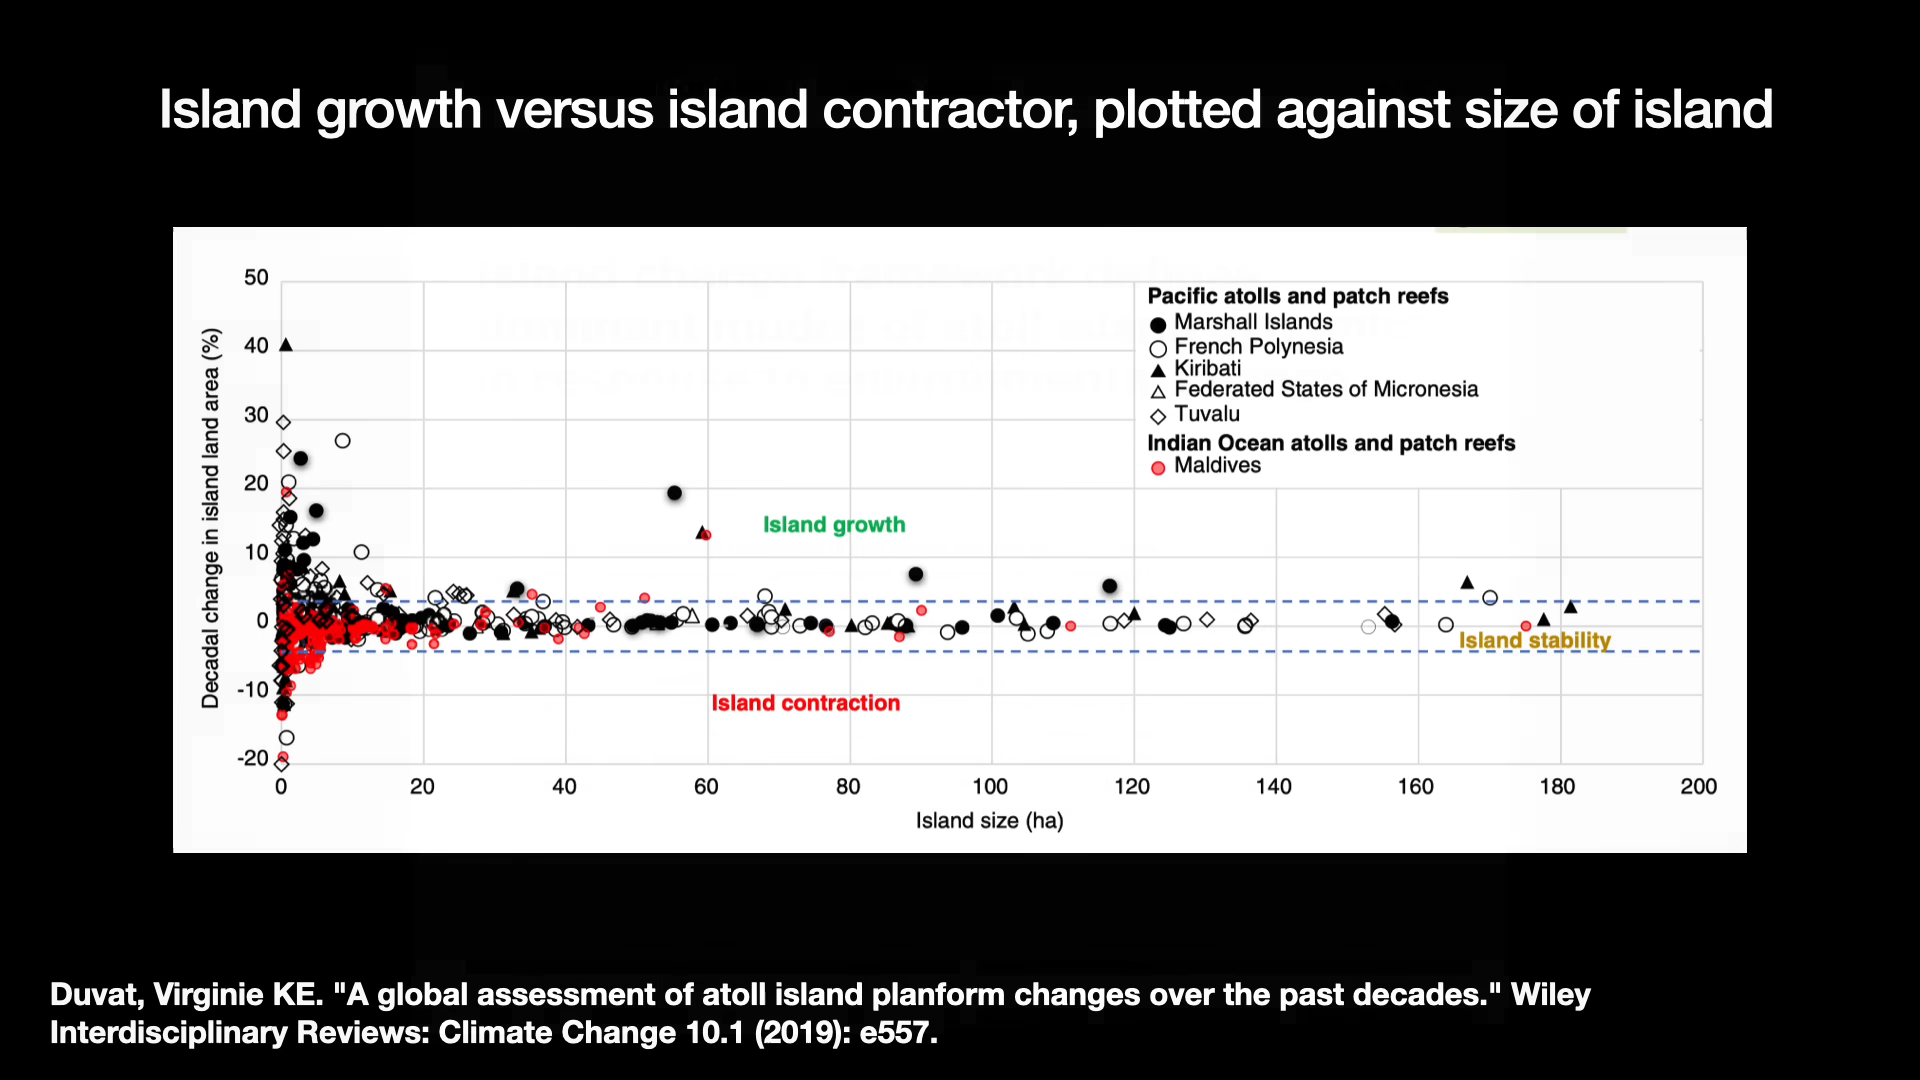 Island growth versus island contractor, plotted against size of island
Decadal change in island land area (%)
50
40
30
20
10
0
-10
-20
Pacific atolls and patch reefs
Marshall Islands
French Polynesia
Kiribati
Federated States of Micronesia
Tuvalu
Indian Ocean atolls and patch reefs
Maldives
Island growth
Island stability
Island contraction
0 20 40 60 80 100 120 140 160 180 200
Island size (ha)
Duvat, Virginie KE. "A global assessment of atoll island planform changes over the past decades." Wiley
Interdisciplinary Reviews: Climate Change 10.1 (2019): e557.